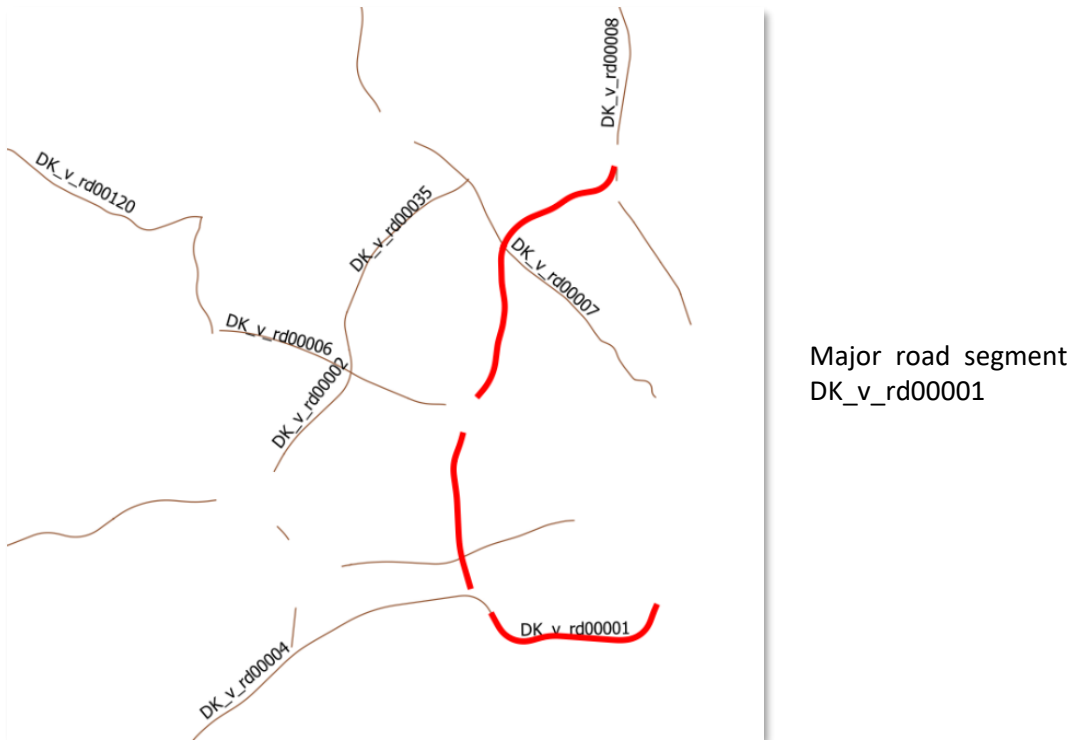 DK_v_rd00008
DK_v_rd00120
DK_v_rd00035
DK_v_rd00007
DK_v_rd00006
DK_v_rd00002
Major road segment
DK_v_rd00001
DK_v_rd00001
DK_v_rd00004